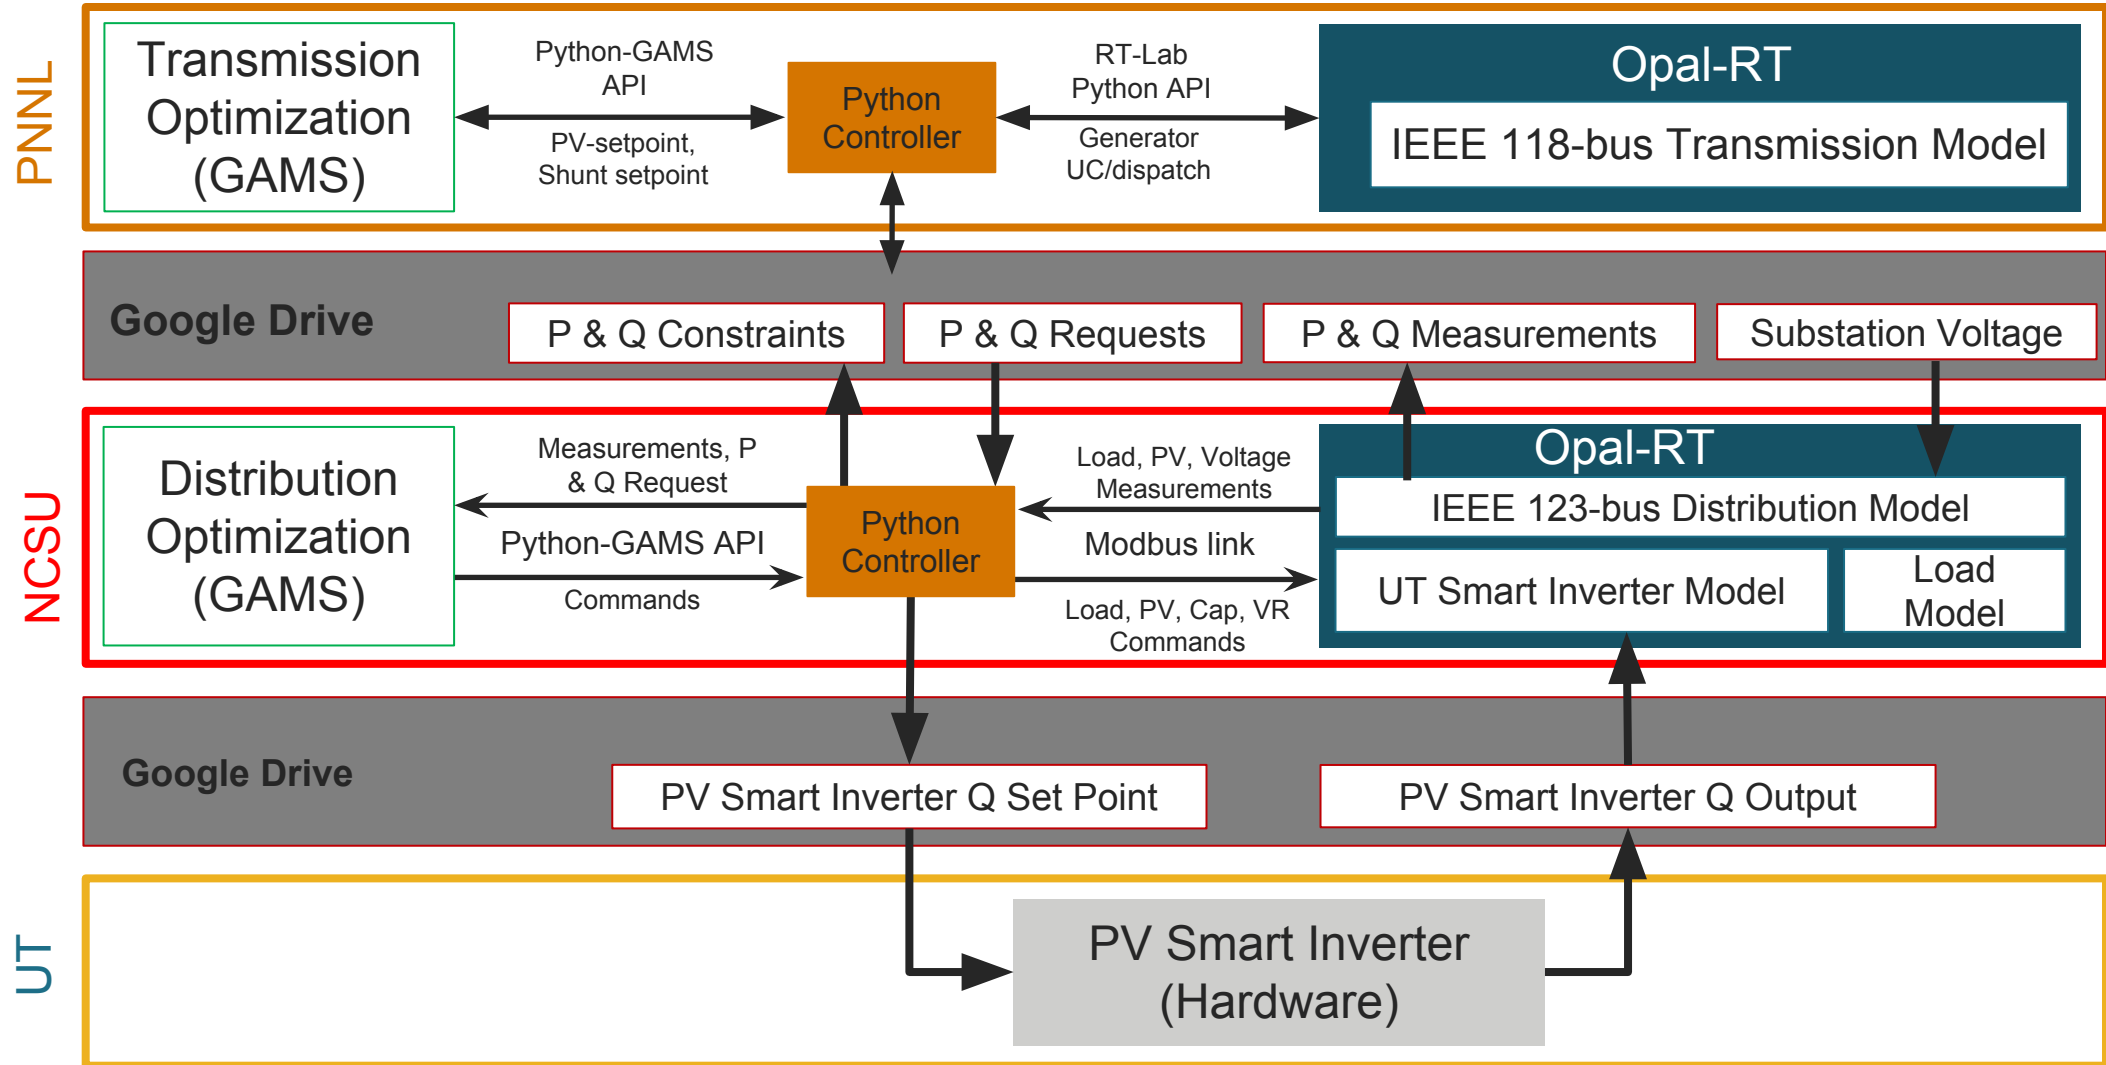 PNNL
Transmission
Optimization
(GAMS)
Python-GAMS
API
PV-setpoint,
Shunt setpoint
Python
Controller
RT-Lab
Python API
Generator
UC/dispatch
Opal-RT
IEEE 118-bus Transmission Model
Google Drive
P & Q Constraints
P & Q Requests
P & Q Measurements
Substation Voltage
NCSU
Distribution
Optimization
(GAMS)
Measurements, P
& Q Request
Python-GAMS API
Commands
Python
Controller
Load, PV, Voltage
Measurements
Modbus link
Load, PV, Cap, VR
Commands
Opal-RT
IEEE 123-bus Distribution Model
UT Smart Inverter Model
Load
Model
Google Drive
PV Smart Inverter Q Set Point
PV Smart Inverter Q Output
UT
PV Smart Inverter
(Hardware)